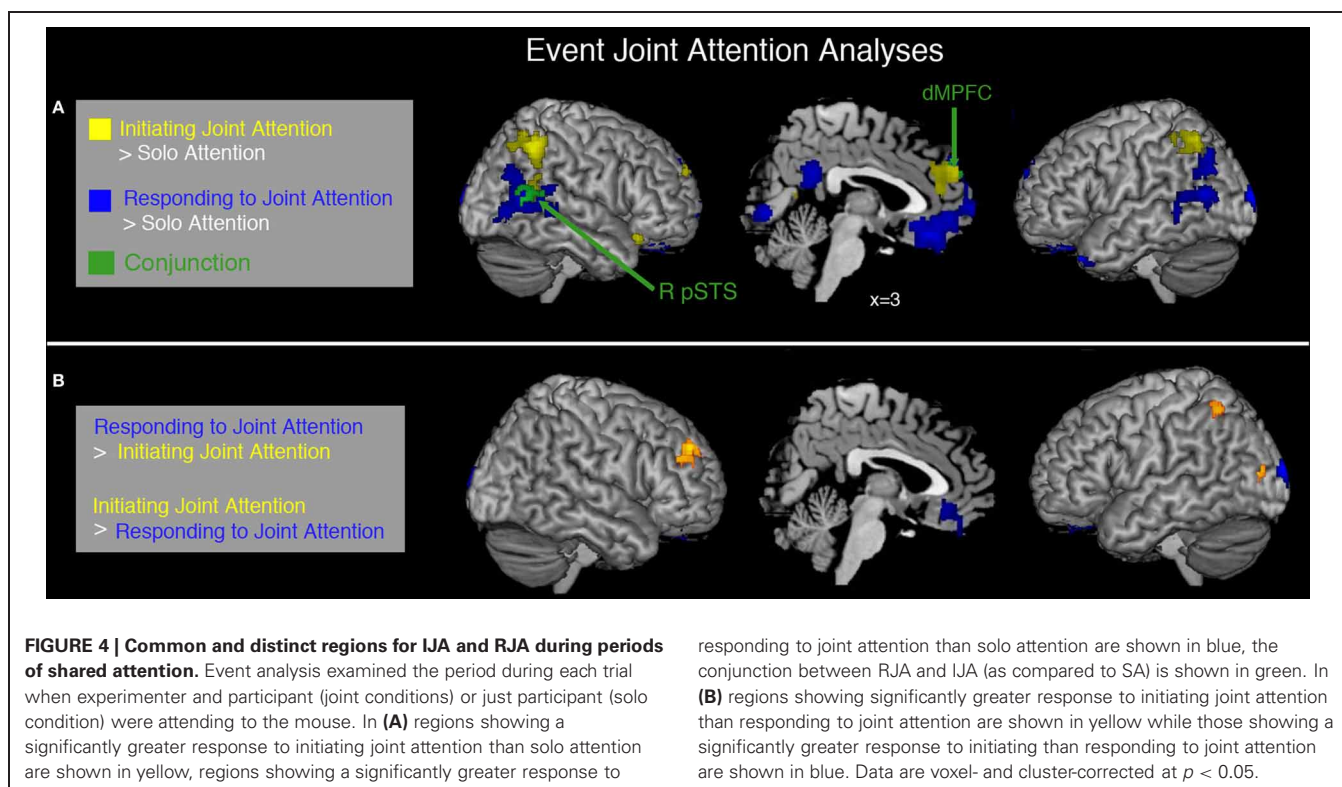 Event Joint Attention Analyses
A
Initiating Joint Attention
> Solo Attention
Responding to Joint Attention
> Solo Attention
Conjunction
dMPFC
R pSTS
x=3
B
Responding to Joint Attention
> Initiating Joint Attention
Initiating Joint Attention
> Responding to Joint Attention
FIGURE 4 | Common and distinct regions for IJA and RJA during periods
of shared attention. Event analysis examined the period during each trial
when experimenter and participant (joint conditions) or just participant (solo
condition) were attending to the mouse. In (A) regions showing a
significantly greater response to initiating joint attention than solo attention
are shown in yellow, regions showing a significantly greater response to
responding to joint attention than solo attention are shown in blue, the
conjunction between RJA and IJA (as compared to SA) is shown in green. In
(B) regions showing significantly greater response to initiating joint attention
than responding to joint attention are shown in yellow while those showing a
significantly greater response to initiating than responding to joint attention
are shown in blue. Data are voxel- and cluster-corrected at p < 0.05.